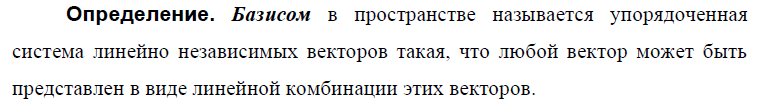 Определение. Базисом в пространстве называется упорядоченная
система линейно независимых векторов такая, что любой вектор может быть
представлен в виде линейной комбинации этих векторов.